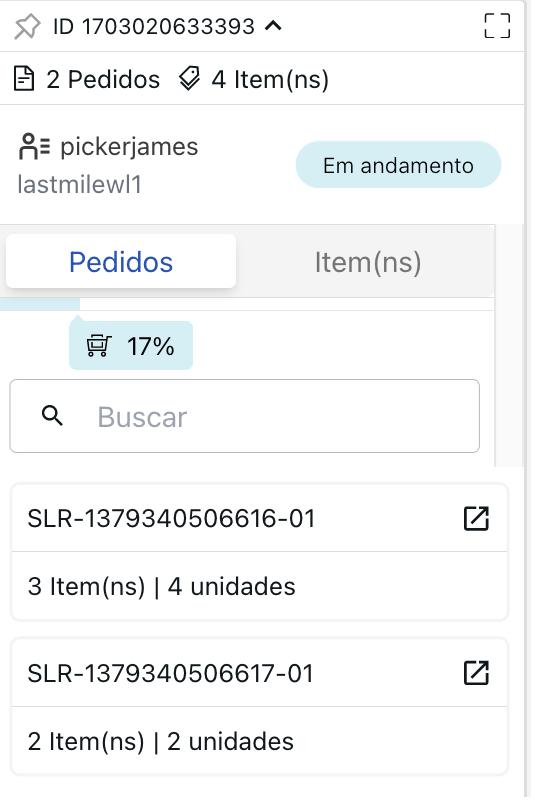 ID 1703020633393
2 Pedidos 4 Item(ns)
pickerjames
lastmilewl1
Em andamento
Pedidos Item(ns)
17%
Buscar
SLR-1379340506616-01
3 Item(ns) | 4 unidades
SLR-1379340506617-01
2 Item(ns) | 2 unidades